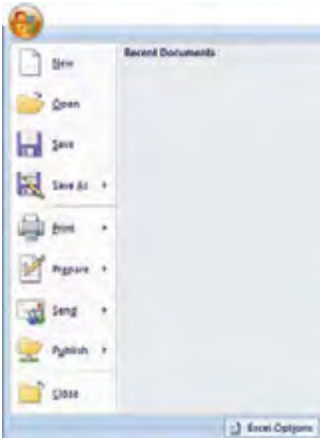 New
Recent Documents
Open
Save
Save As
Print
Prepare
Send
Publish
Close
Excel Options